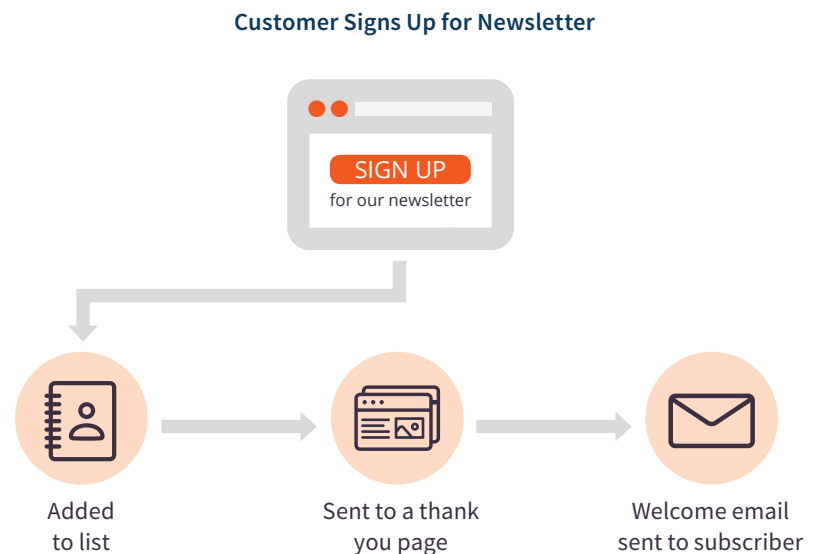 Customer Signs Up for Newsletter
SIGN UP
for our newsletter
Added
to list
Sent to a thank
you page
Welcome email
sent to subscriber